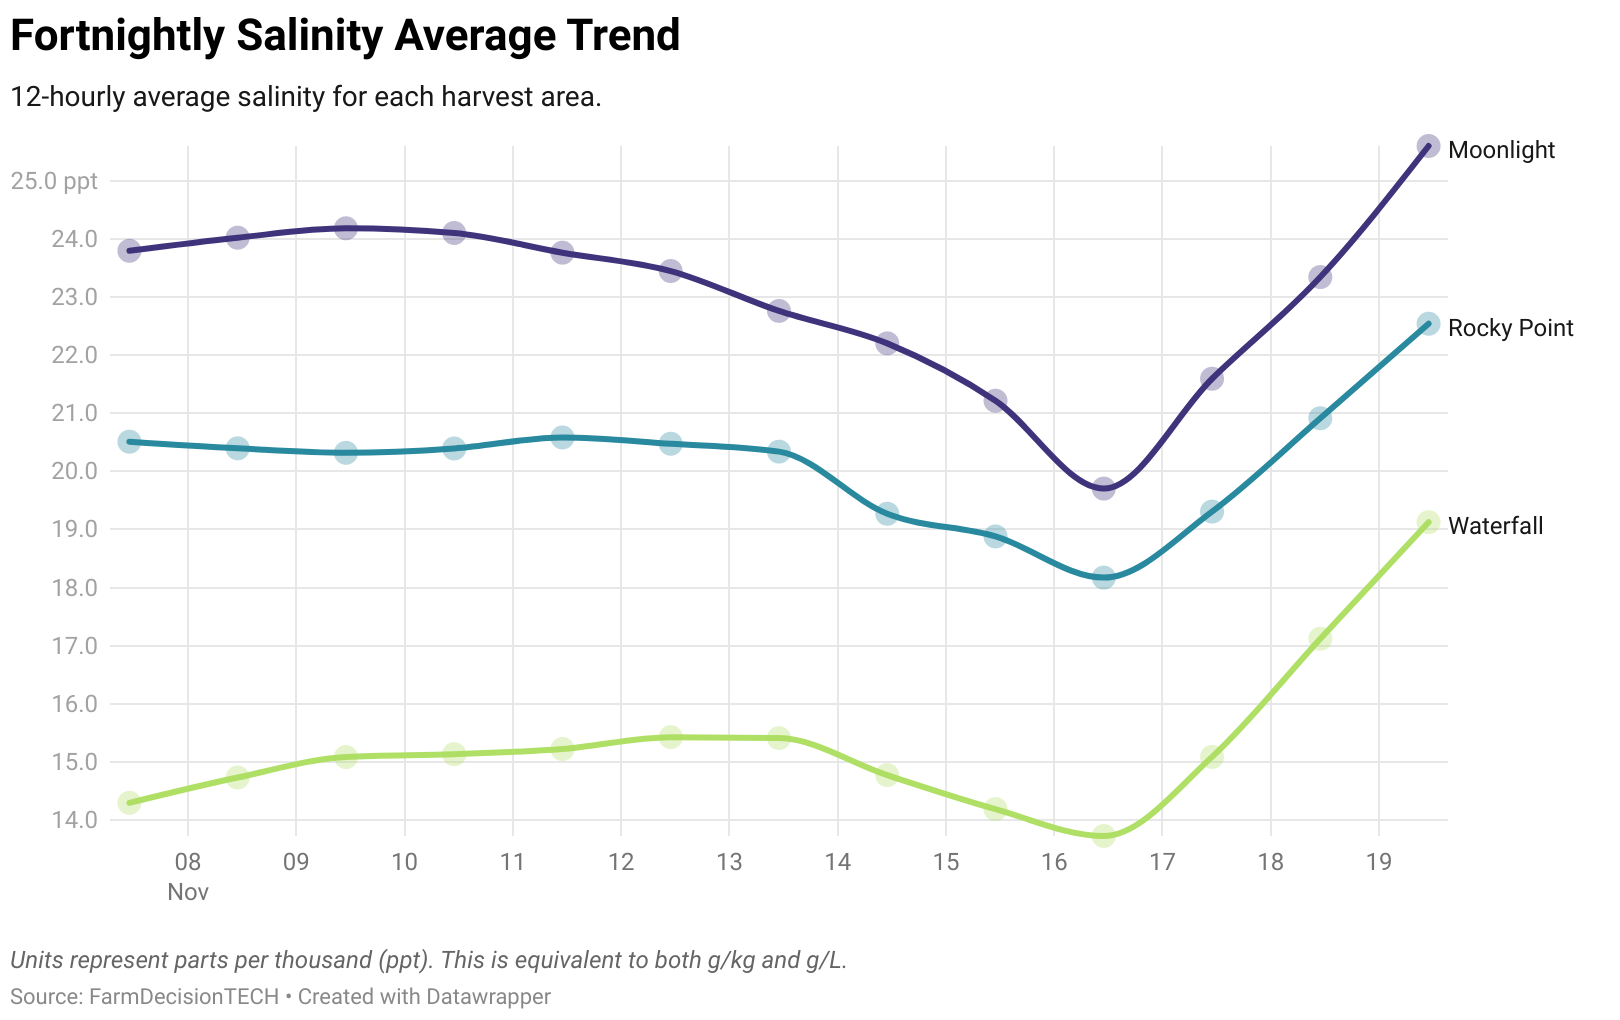 Fortnightly Salinity Average Trend
12-hourly average salinity for each harvest area.
Moonlight
25.0 ppt
24.0
23.0
Rocky Point
22.0
21.0
20.0
Waterfall
19.0
18.0
17.0
16.0
15.0
14.0
08 09 10 11 12 13 14 15 16 17 18 19
Nov
Units represent parts per thousand (ppt). This is equivalent to both g/kg and g/L.
Source: FarmDecisionTECH • Created with Datawrapper